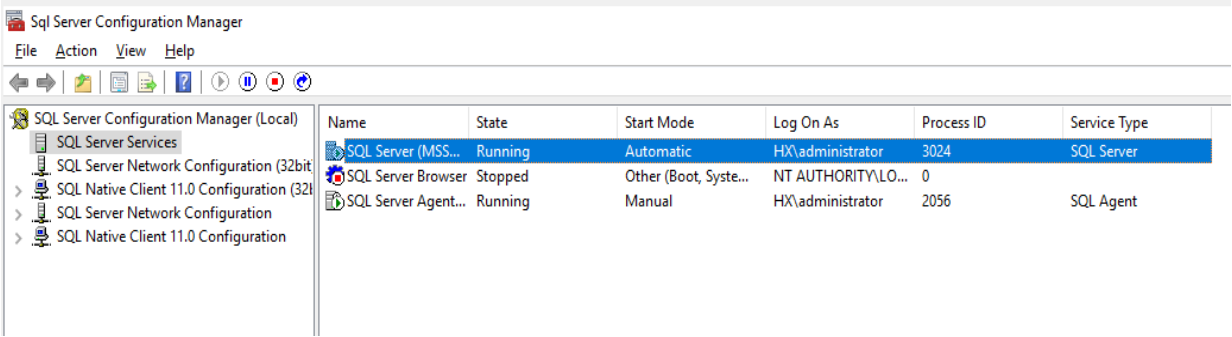 Sql Server Configuration Manager
File Action View Help
SQL Server Configuration Manager (Local)
SQL Server Services
SQL Server Network Configuration (32bit
SQL Native Client 11.0 Configuration (32b
SQL Server Network Configuration
SQL Native Client 11.0 Configuration
Name State Start Mode Log On As Process ID Service Type
SQL Server (MSS... Running Automatic HX\administrator 3024 SQL Server
SQL Server Browser Stopped Other (Boot, Syste... NT AUTHORITY\LO... 0
SQL Server Agent... Running Manual HX\administrator 2056 SQL Agent